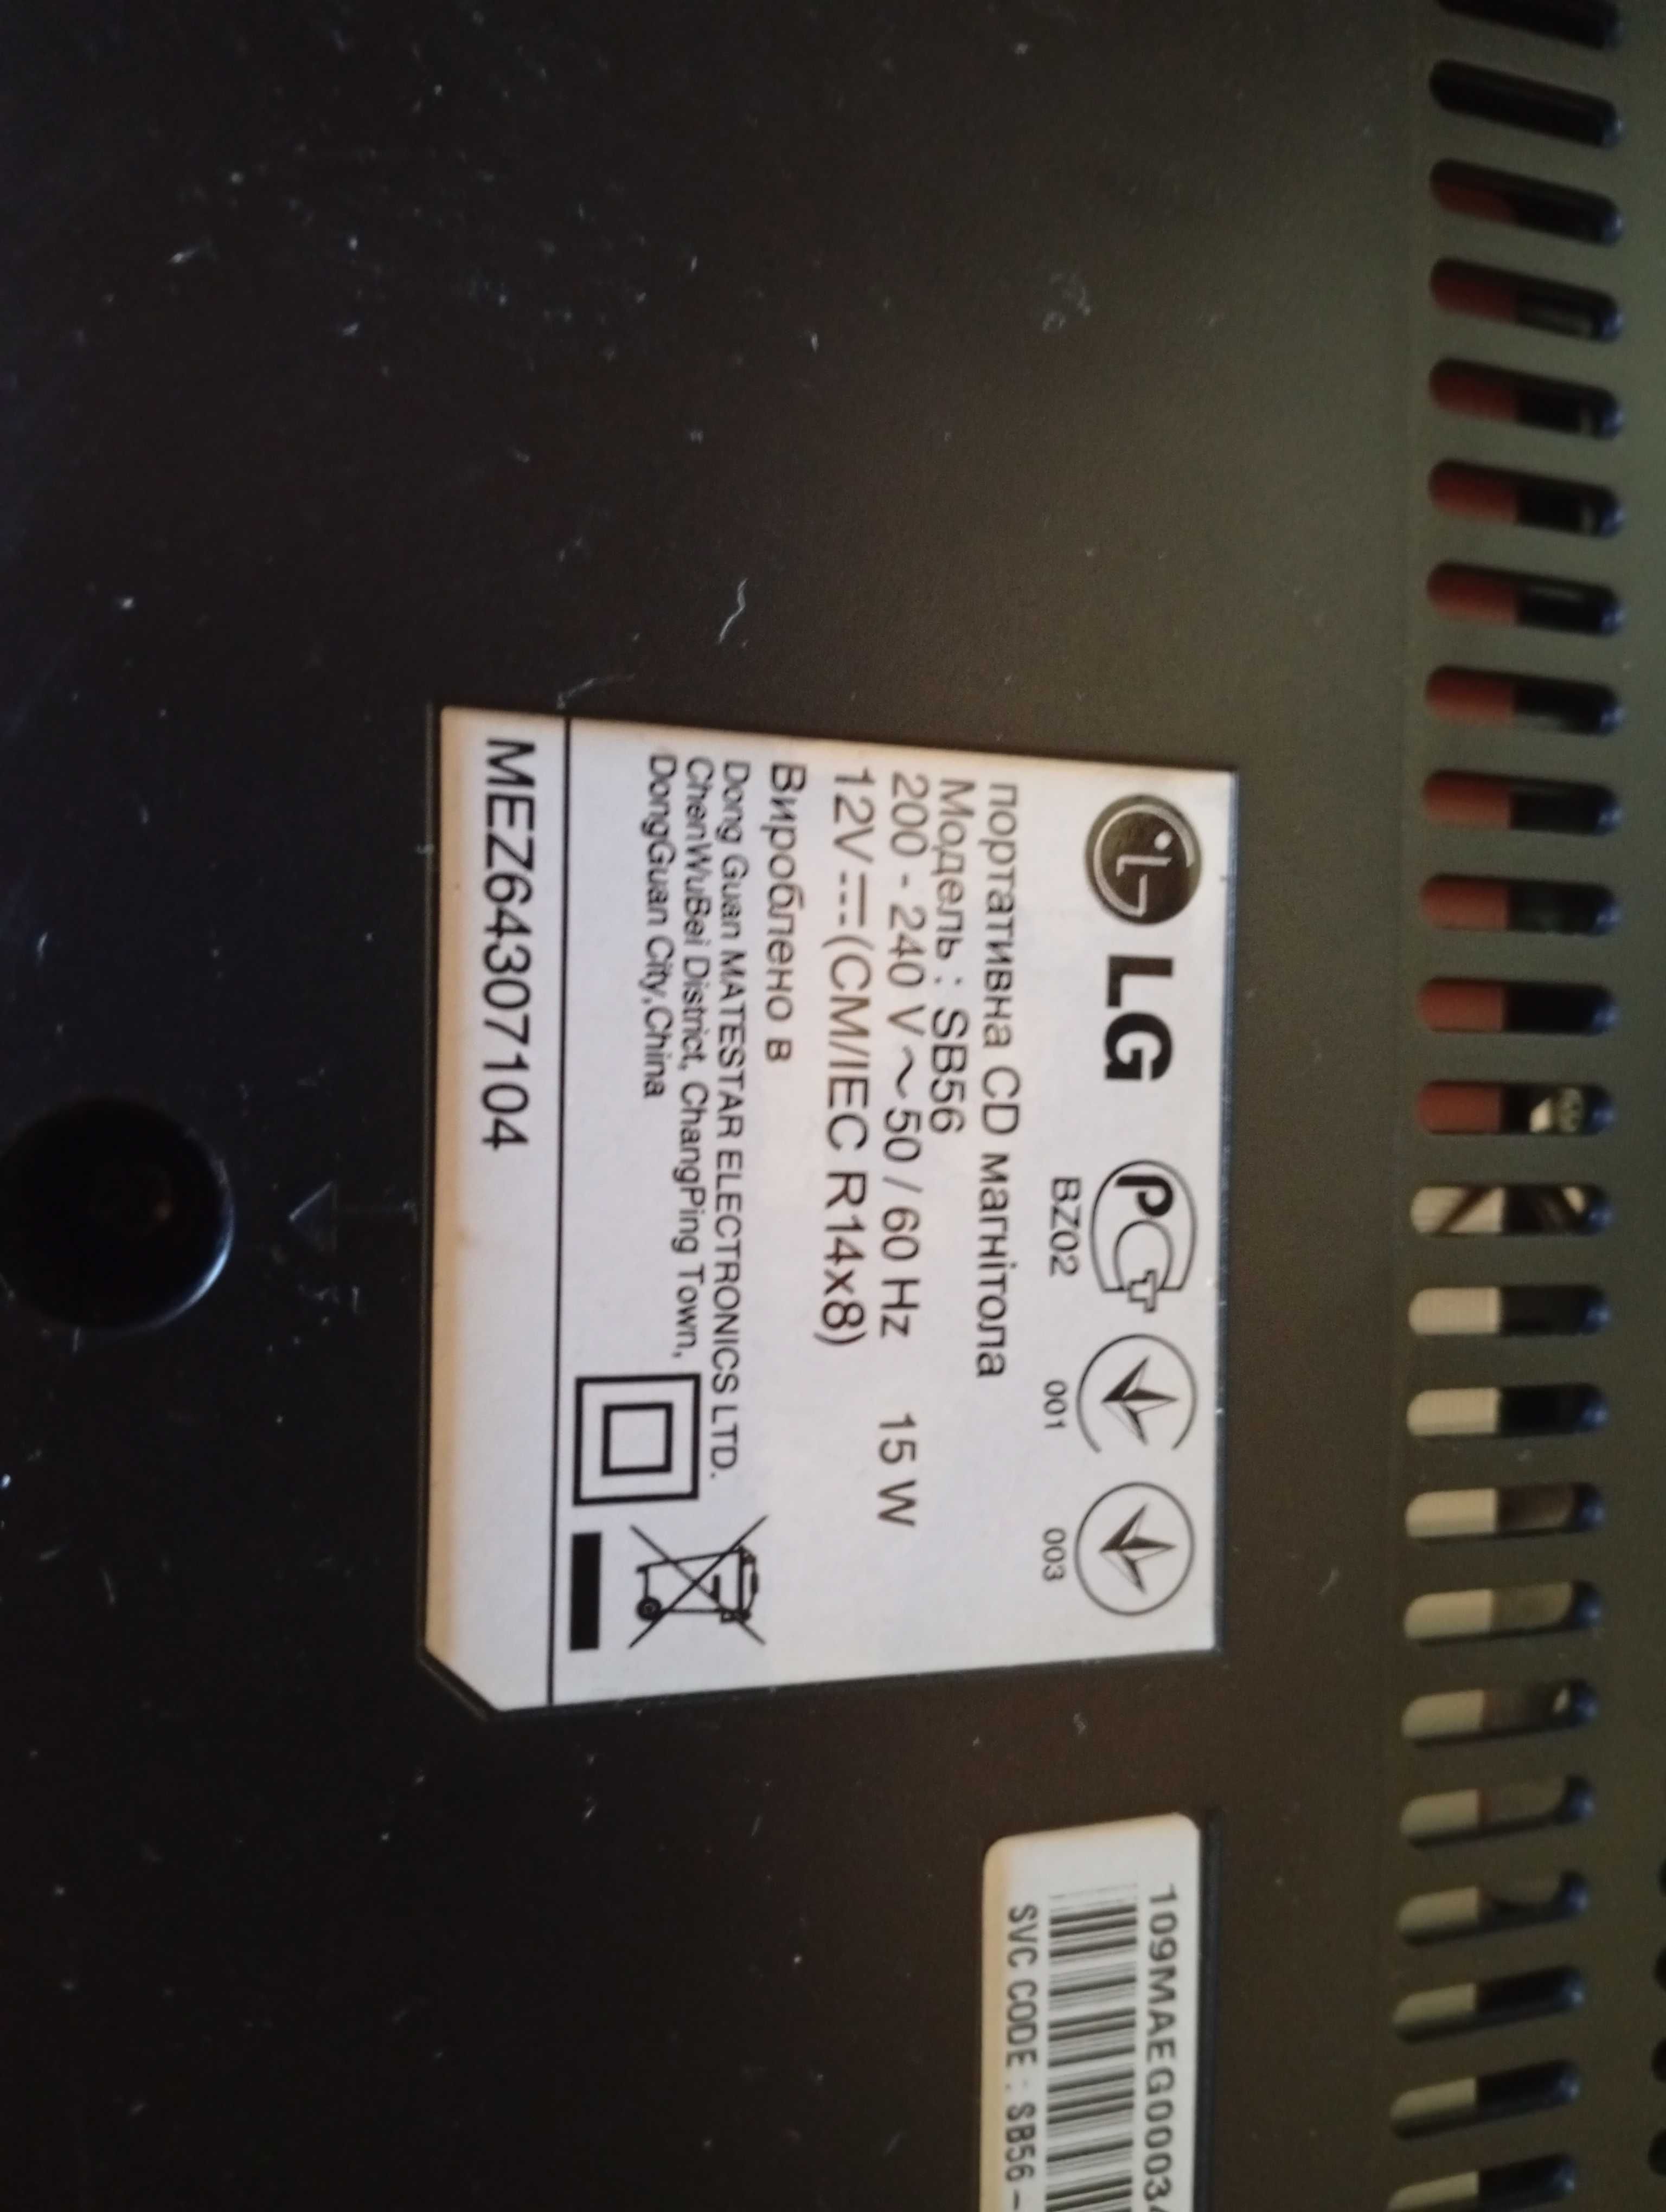 LG
BZ02 001 003
портативна CD магнітола
Модель : SB56
200 - 240 V~50 / 60 Hz 15 W
12V⎓(CM/IEC R14x8)
Вироблено в
Dong Guan MATESTAR ELECTRONICS LTD.
ChenWuBei District, ChangPing Town,
DongGuan City,China
MEZ64307104
109MAEG0003
SVC CODE : SB56-